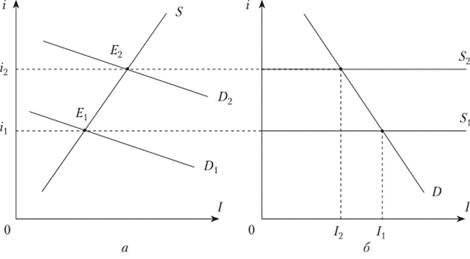 i
S
E₂
i₂
D₂
E₁
i₁
D₁
0
I
а
i
S₂
S₁
D
0
I₂
I₁
I
б